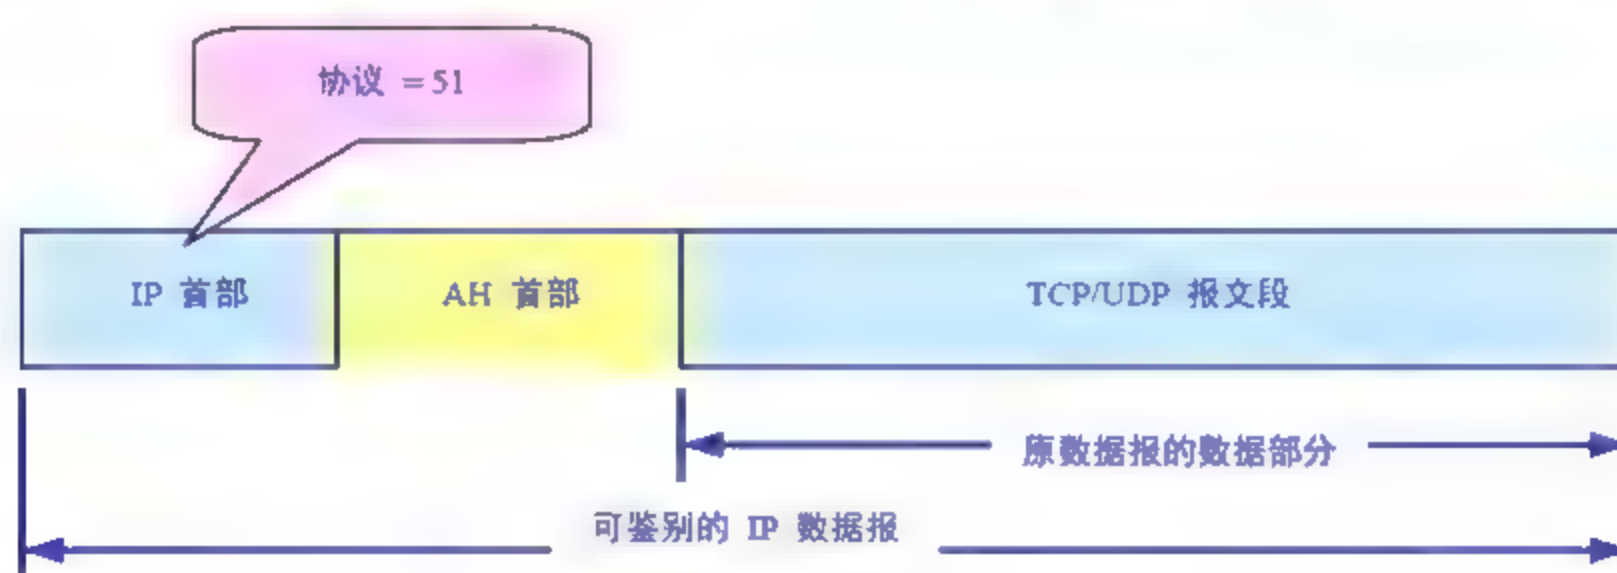 协议 =51
IP 首部
AH 首部
TCP/UDP 报文段
原数据报的数据部分
可鉴别的 IP 数据报